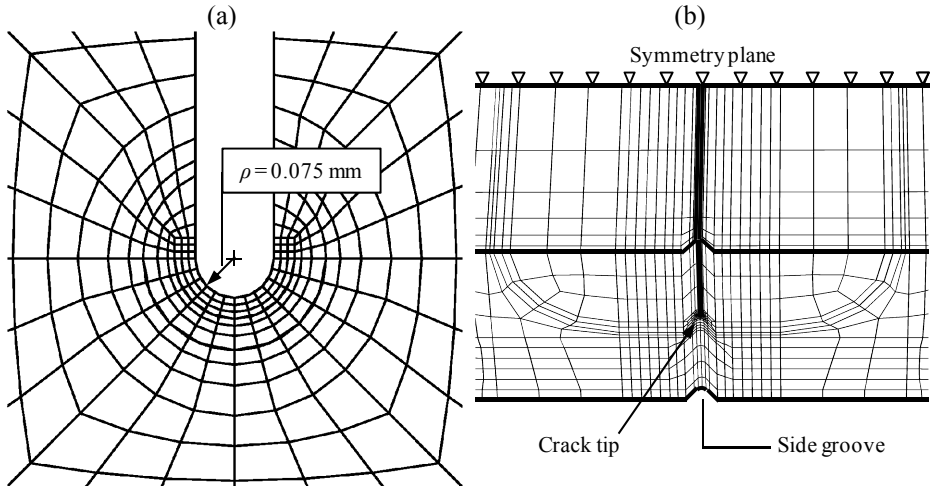 (a)
ρ = 0.075 mm
(b)
Symmetry plane
Crack tip
Side groove